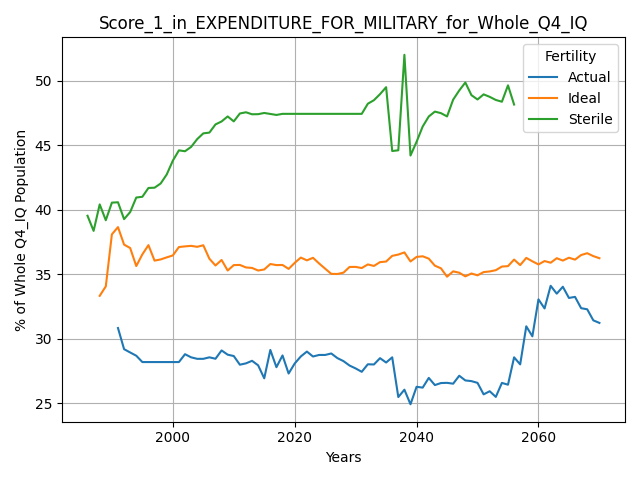 Score_1_in_EXPENDITURE_FOR_MILITARY_for_Whole_Q4_IQ
% of Whole Q4_IQ Population
50
45
40
35
30
25
Fertility
Actual
Ideal
Sterile
2000
2020
2040
2060
Years